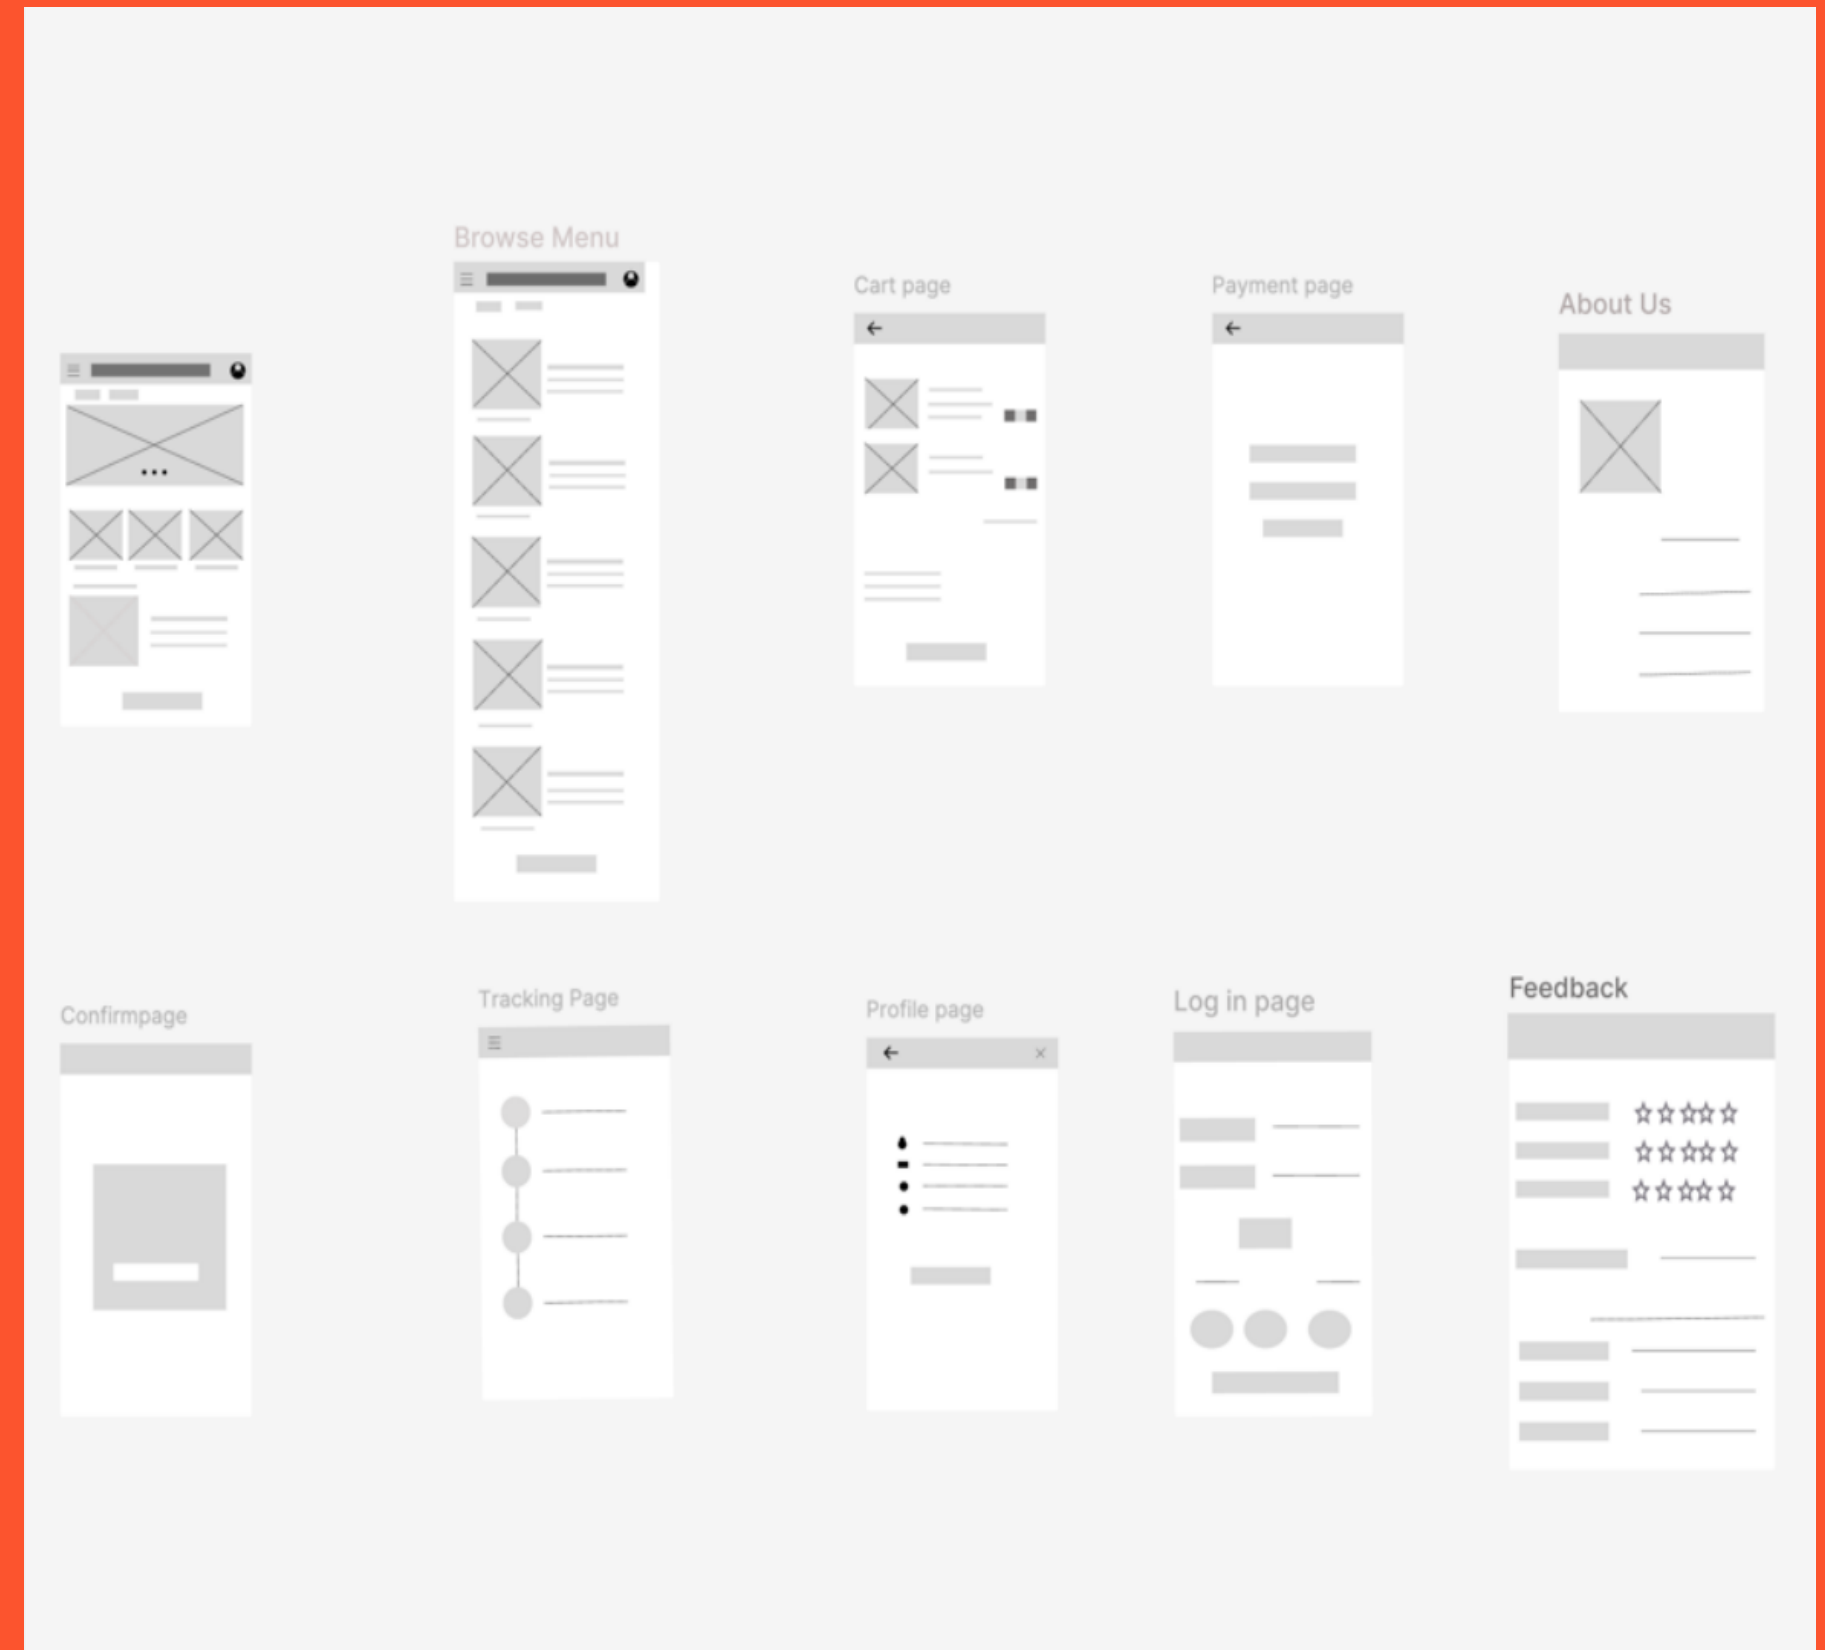 Browse Menu
Cart page
Payment page
About Us
Confirmpage
Tracking Page
Profile page
Log in page
Feedback